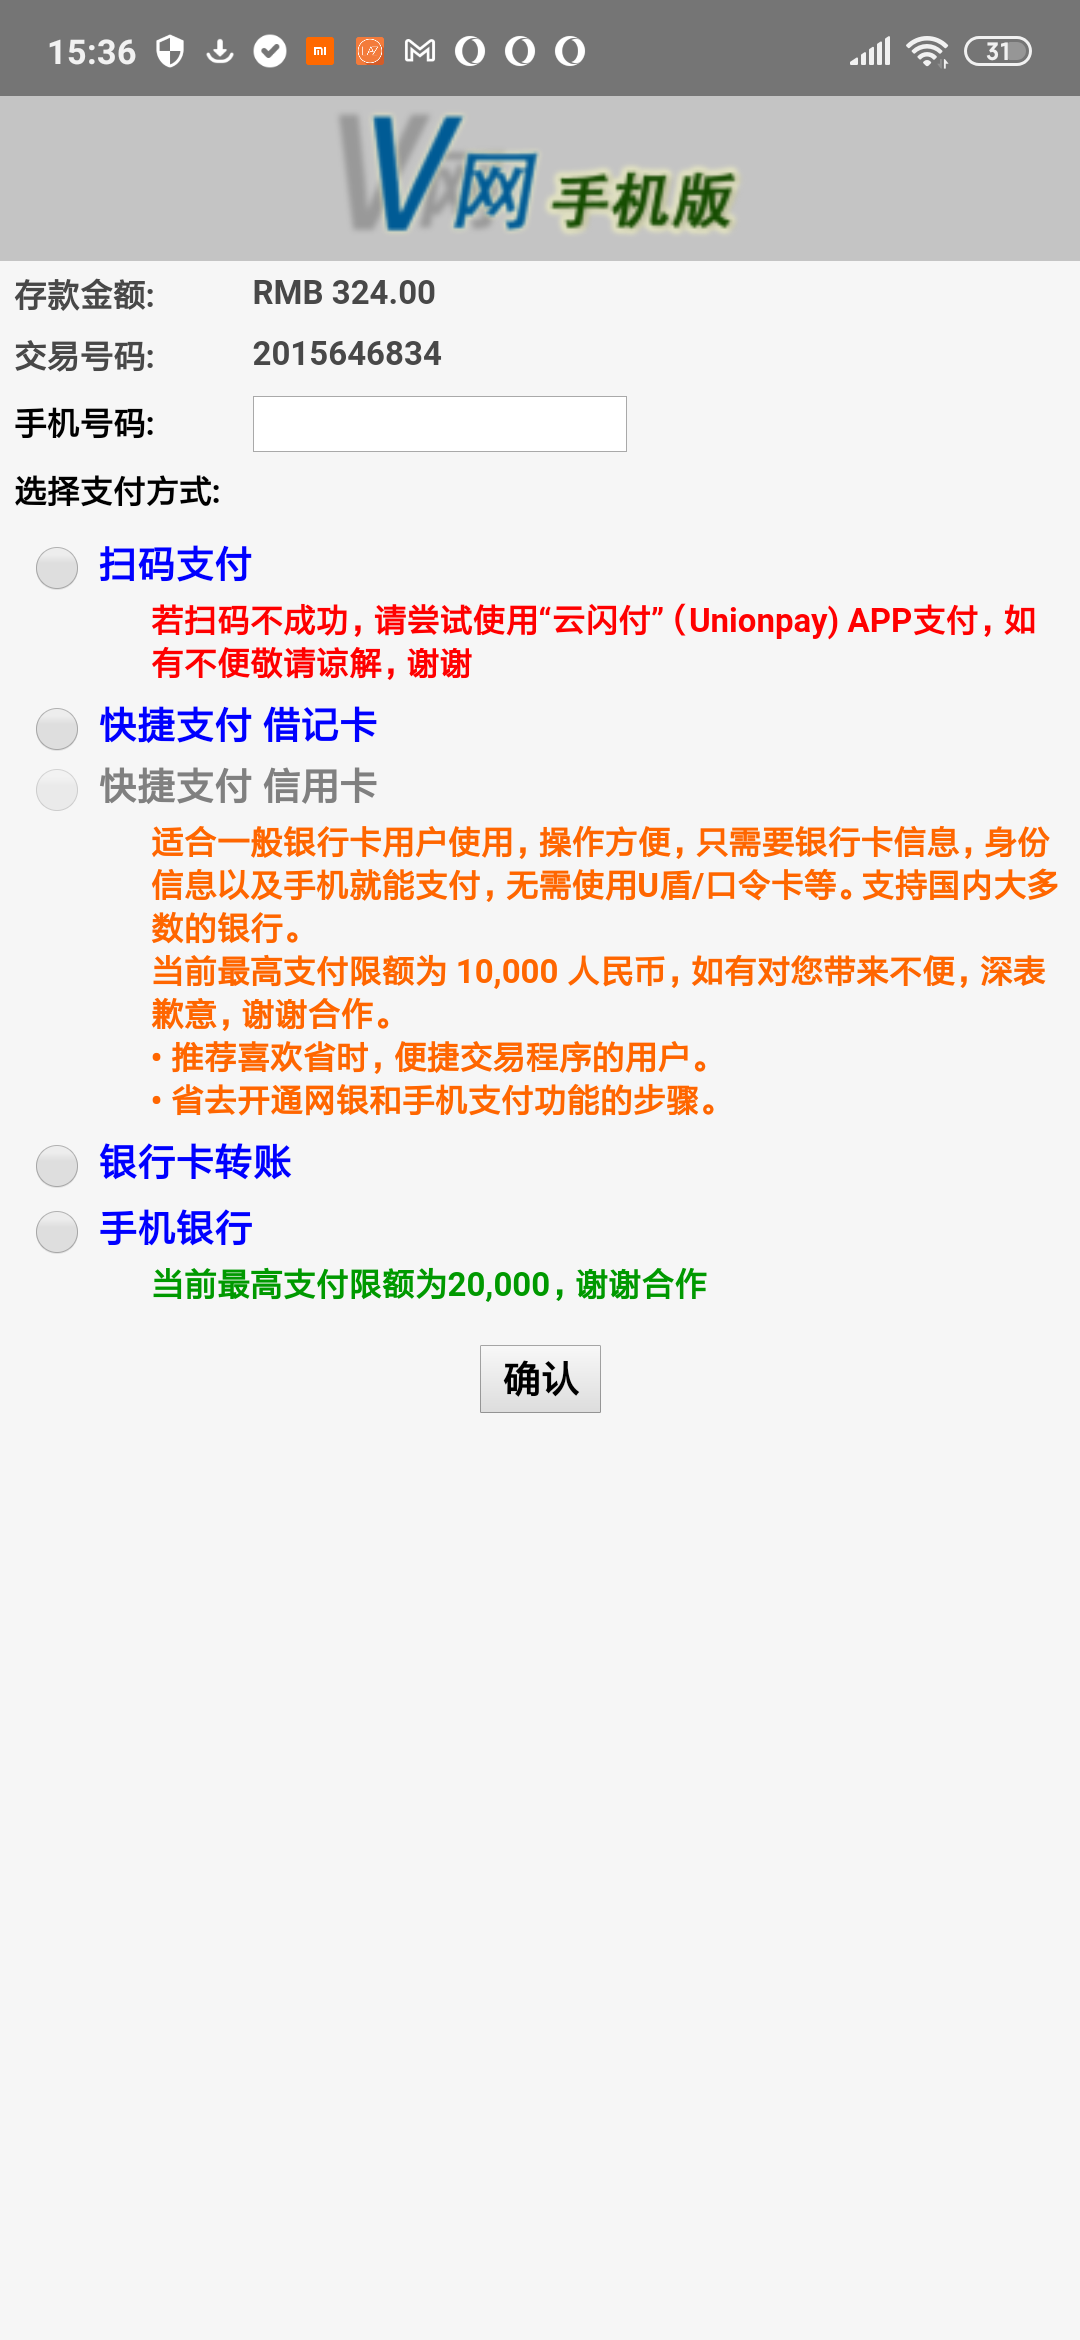 15:36
31
V网 手机版
存款金额: RMB 324.00
交易号码: 2015646834
手机号码:
选择支付方式:
扫码支付
若扫码不成功，请尝试使用“云闪付”（Unionpay) APP支付，如
有不便敬请谅解，谢谢
快捷支付 借记卡
快捷支付 信用卡
适合一般银行卡用户使用，操作方便，只需要银行卡信息，身份
信息以及手机就能支付，无需使用U盾/口令卡等。支持国内大多
数的银行。
当前最高支付限额为 10,000 人民币，如有对您带来不便，深表
歉意，谢谢合作。
• 推荐喜欢省时，便捷交易程序的用户。
• 省去开通网银和手机支付功能的步骤。
银行卡转账
手机银行
当前最高支付限额为20,000，谢谢合作
确认